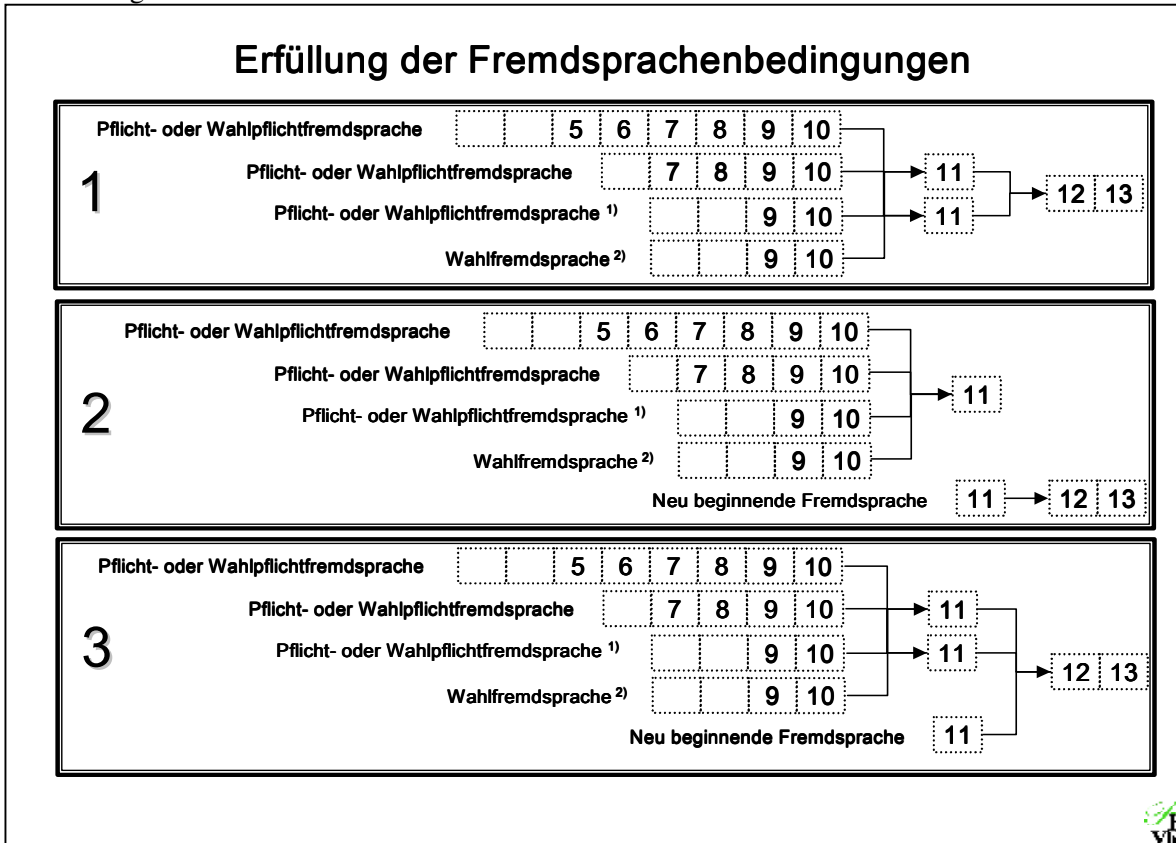 Erfüllung der Fremdsprachenbedingungen
1
Pflicht- oder Wahlpflichtfremdsprache 5 6 7 8 9 10
Pflicht- oder Wahlpflichtfremdsprache 7 8 9 10 11
12 13
Pflicht- oder Wahlpflichtfremdsprache 1) 9 10 11
Wahlfremdsprache 2) 9 10
2
Pflicht- oder Wahlpflichtfremdsprache 5 6 7 8 9 10
Pflicht- oder Wahlpflichtfremdsprache 7 8 9 10
11
Pflicht- oder Wahlpflichtfremdsprache 1) 9 10
Wahlfremdsprache 2) 9 10
Neu beginnende Fremdsprache 11 12 13
3
Pflicht- oder Wahlpflichtfremdsprache 5 6 7 8 9 10
Pflicht- oder Wahlpflichtfremdsprache 7 8 9 10 11
Pflicht- oder Wahlpflichtfremdsprache 1) 9 10 11
12 13
Wahlfremdsprache 2) 9 10
Neu beginnende Fremdsprache 11